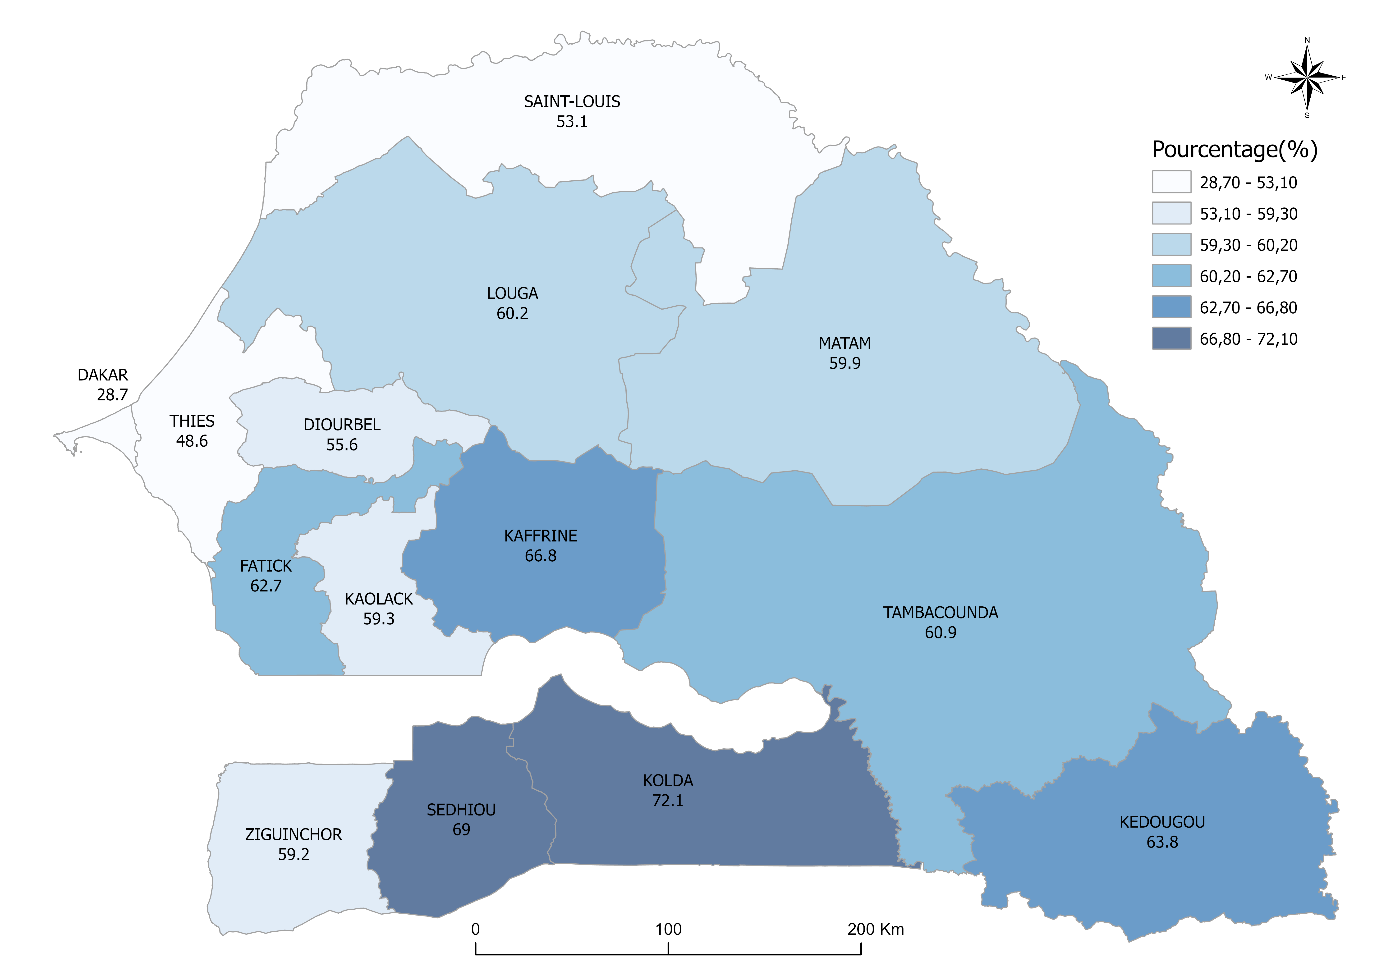 N
W
E
S
SAINT-LOUIS
53.1
Pourcentage(%)
28,70 - 53,10
53,10 - 59,30
59,30 - 60,20
60,20 - 62,70
62,70 - 66,80
66,80 - 72,10
LOUGA
60.2
MATAM
59.9
DAKAR
28.7
THIES
48.6
DIOURBEL
55.6
KAFFRINE
66.8
FATICK
62.7
KAOLACK
59.3
TAMBACOUNDA
60.9
KOLDA
72.1
SEDHIOU
69
ZIGUINCHOR
59.2
KEDOUGOU
63.8
0 100 200 Km